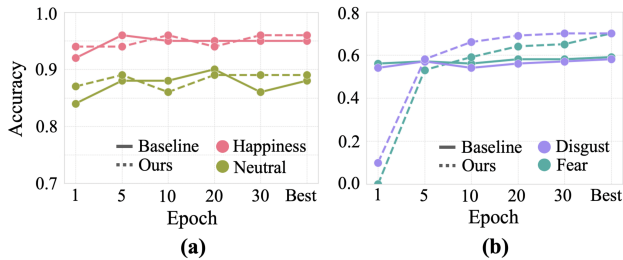 1.0
0.9
0.8
0.7
Accuracy
Baseline
Ours
Happiness
Neutral
1 5 10 20 30 Best
Epoch
(a)
0.8
0.6
0.4
0.2
0.0
Baseline
Ours
Disgust
Fear
1 5 10 20 30 Best
Epoch
(b)